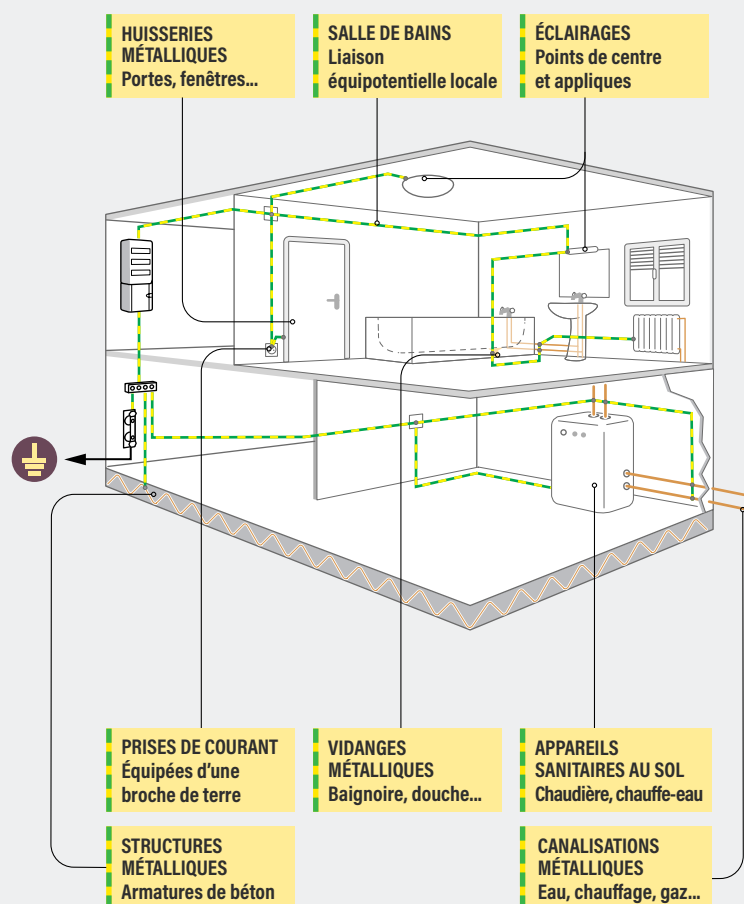 HUISSERIES
MÉTALLIQUES
Portes, fenêtres...
SALLE DE BAINS
Liaison
équipotentielle locale
ÉCLAIRAGES
Points de centre
et appliques
PRISES DE COURANT
Équipées d'une
broche de terre
VIDANGES
MÉTALLIQUES
Baignoire, douche...
APPAREILS
SANITAIRES AU SOL
Chaudière, chauffe-eau
STRUCTURES
MÉTALLIQUES
Armatures de béton
CANALISATIONS
MÉTALLIQUES
Eau, chauffage, gaz...